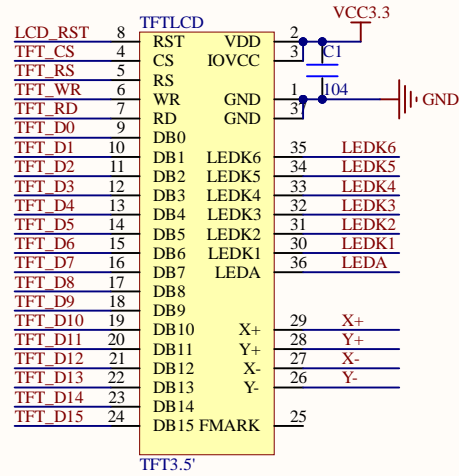 VCC3.3
TFTLCD
LCD_RST 8 RST VDD 2
TFT_CS 4 CS IOVCC 3 C1
TFT_RS 5 RS
TFT_WR 6 WR GND 1 104
TFT_RD 7 RD GND 37 GND
TFT_D0 9 DB0
TFT_D1 10 DB1 LEDK6 35 LEDK6
TFT_D2 11 DB2 LEDK5 34 LEDK5
TFT_D3 12 DB3 LEDK4 33 LEDK4
TFT_D4 13 DB4 LEDK3 32 LEDK3
TFT_D5 14 DB5 LEDK2 31 LEDK2
TFT_D6 15 DB6 LEDK1 30 LEDK1
TFT_D7 16 DB7 LEDA 36 LEDA
TFT_D8 17 DB8
TFT_D9 18 DB9
TFT_D10 19 DB10 X+ 29 X+
TFT_D11 20 DB11 Y+ 28 Y+
TFT_D12 21 DB12 X- 27 X-
TFT_D13 22 DB13 Y- 26 Y-
TFT_D14 23 DB14
TFT_D15 24 DB15 FMARK 25
TFT3.5'